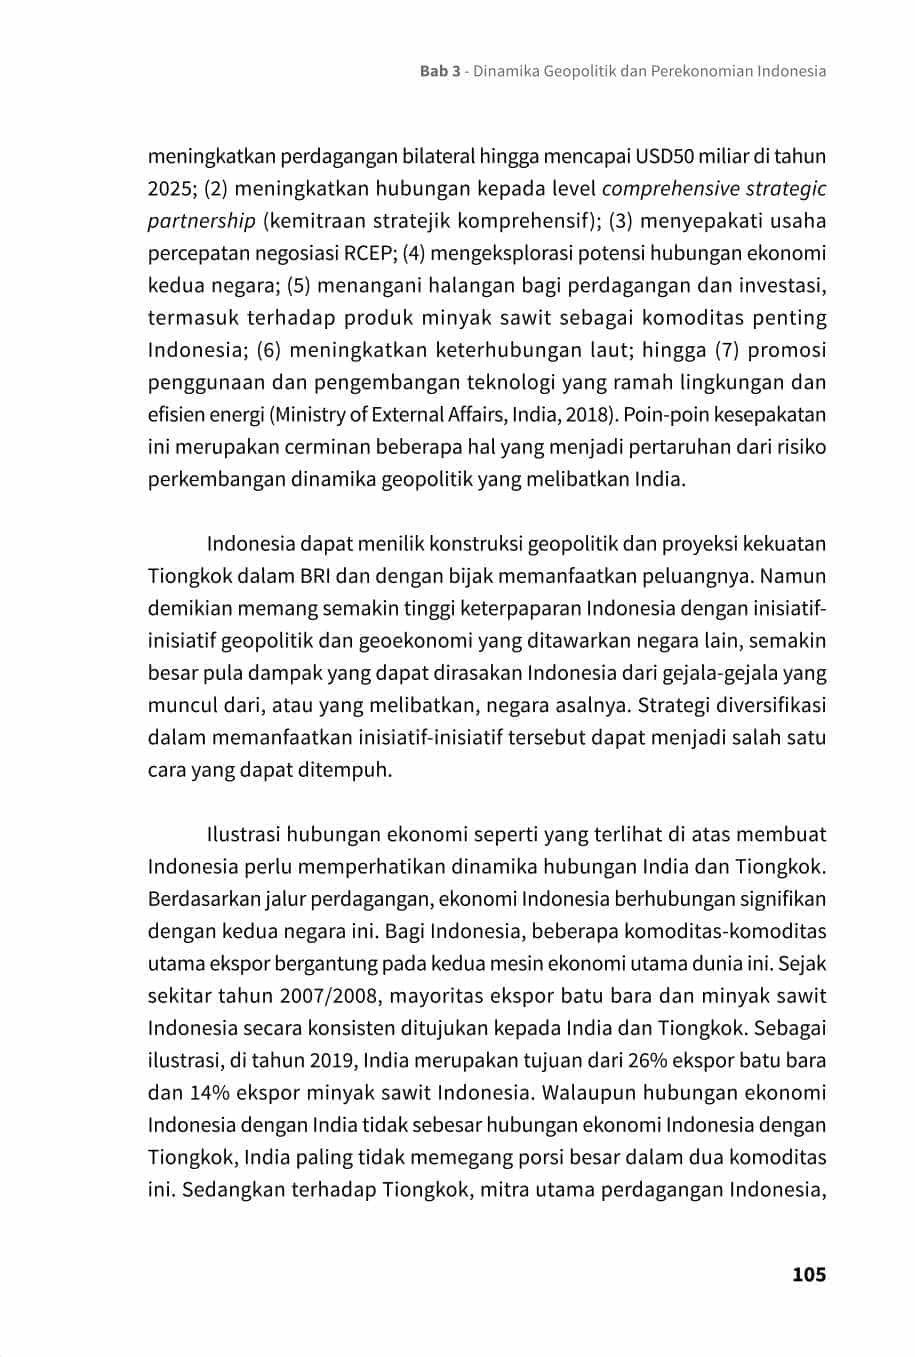 Bab 3 - Dinamika Geopolitik dan Perekonomian Indonesia
meningkatkan perdagangan bilateral hingga mencapai USD50 miliar di tahun
2025; (2) meningkatkan hubungan kepada level comprehensive strategic
partnership (kemitraan stratejik komprehensif); (3) menyepakati usaha
percepatan negosiasi RCEP; (4) mengeksplorasi potensi hubungan ekonomi
kedua negara; (5) menangani halangan bagi perdagangan dan investasi,
termasuk terhadap produk minyak sawit sebagai komoditas penting
Indonesia; (6) meningkatkan keterhubungan laut; hingga (7) promosi
penggunaan dan pengembangan teknologi yang ramah lingkungan dan
efisien energi (Ministry of External Affairs, India, 2018). Poin-poin kesepakatan
ini merupakan cerminan beberapa hal yang menjadi pertaruhan dari risiko
perkembangan dinamika geopolitik yang melibatkan India.
Indonesia dapat menilik konstruksi geopolitik dan proyeksi kekuatan
Tiongkok dalam BRI dan dengan bijak memanfaatkan peluangnya. Namun
demikian memang semakin tinggi keterpaparan Indonesia dengan inisiatif-
inisiatif geopolitik dan geoekonomi yang ditawarkan negara lain, semakin
besar pula dampak yang dapat dirasakan Indonesia dari gejala-gejala yang
muncul dari, atau yang melibatkan, negara asalnya. Strategi diversifikasi
dalam memanfaatkan inisiatif-inisiatif tersebut dapat menjadi salah satu
cara yang dapat ditempuh.
Ilustrasi hubungan ekonomi seperti yang terlihat di atas membuat
Indonesia perlu memperhatikan dinamika hubungan India dan Tiongkok.
Berdasarkan jalur perdagangan, ekonomi Indonesia berhubungan signifikan
dengan kedua negara ini. Bagi Indonesia, beberapa komoditas-komoditas
utama ekspor bergantung pada kedua mesin ekonomi utama dunia ini. Sejak
sekitar tahun 2007/2008, mayoritas ekspor batu bara dan minyak sawit
Indonesia secara konsisten ditujukan kepada India dan Tiongkok. Sebagai
ilustrasi, di tahun 2019, India merupakan tujuan dari 26% ekspor batu bara
dan 14% ekspor minyak sawit Indonesia. Walaupun hubungan ekonomi
Indonesia dengan India tidak sebesar hubungan ekonomi Indonesia dengan
Tiongkok, India paling tidak memegang porsi besar dalam dua komoditas
ini. Sedangkan terhadap Tiongkok, mitra utama perdagangan Indonesia,
105